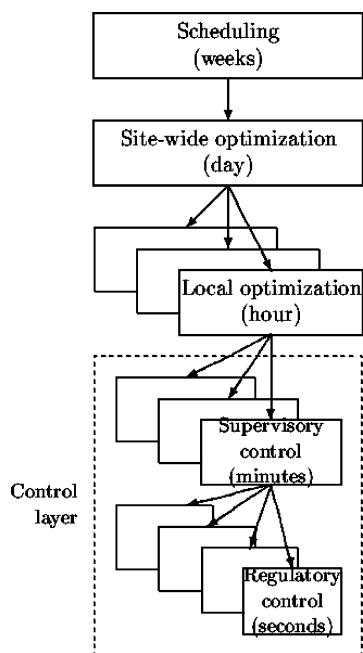 Scheduling
(weeks)
Site-wide optimization
(day)
Local optimization
(hour)
Supervisory
control
(minutes)
Control
layer
Regulatory
control
(seconds)